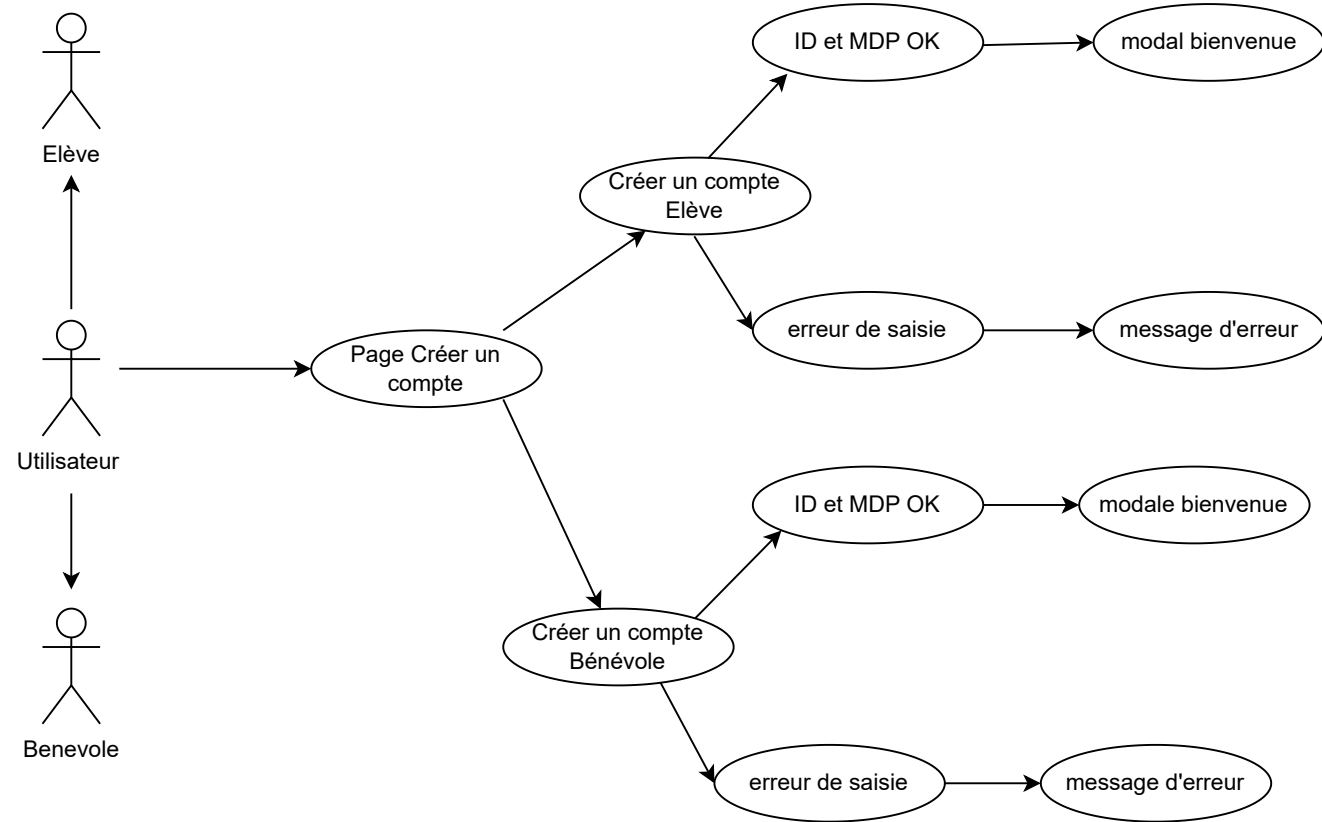 Elève
Utilisateur
Benevole
Page Créer un
compte
Créer un compte
Elève
ID et MDP OK
modal bienvenue
erreur de saisie
message d'erreur
Créer un compte
Bénévole
ID et MDP OK
modale bienvenue
erreur de saisie
message d'erreur